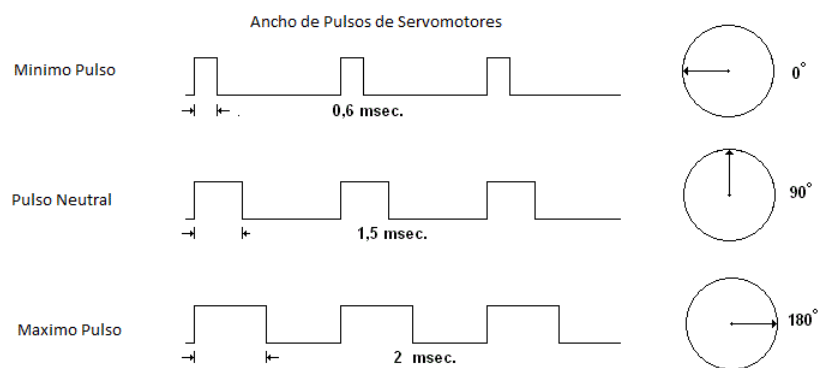 Ancho de Pulsos de Servomotores
Minimo Pulso
0,6 msec.
0°
Pulso Neutral
1,5 msec.
90°
Maximo Pulso
2 msec.
180°